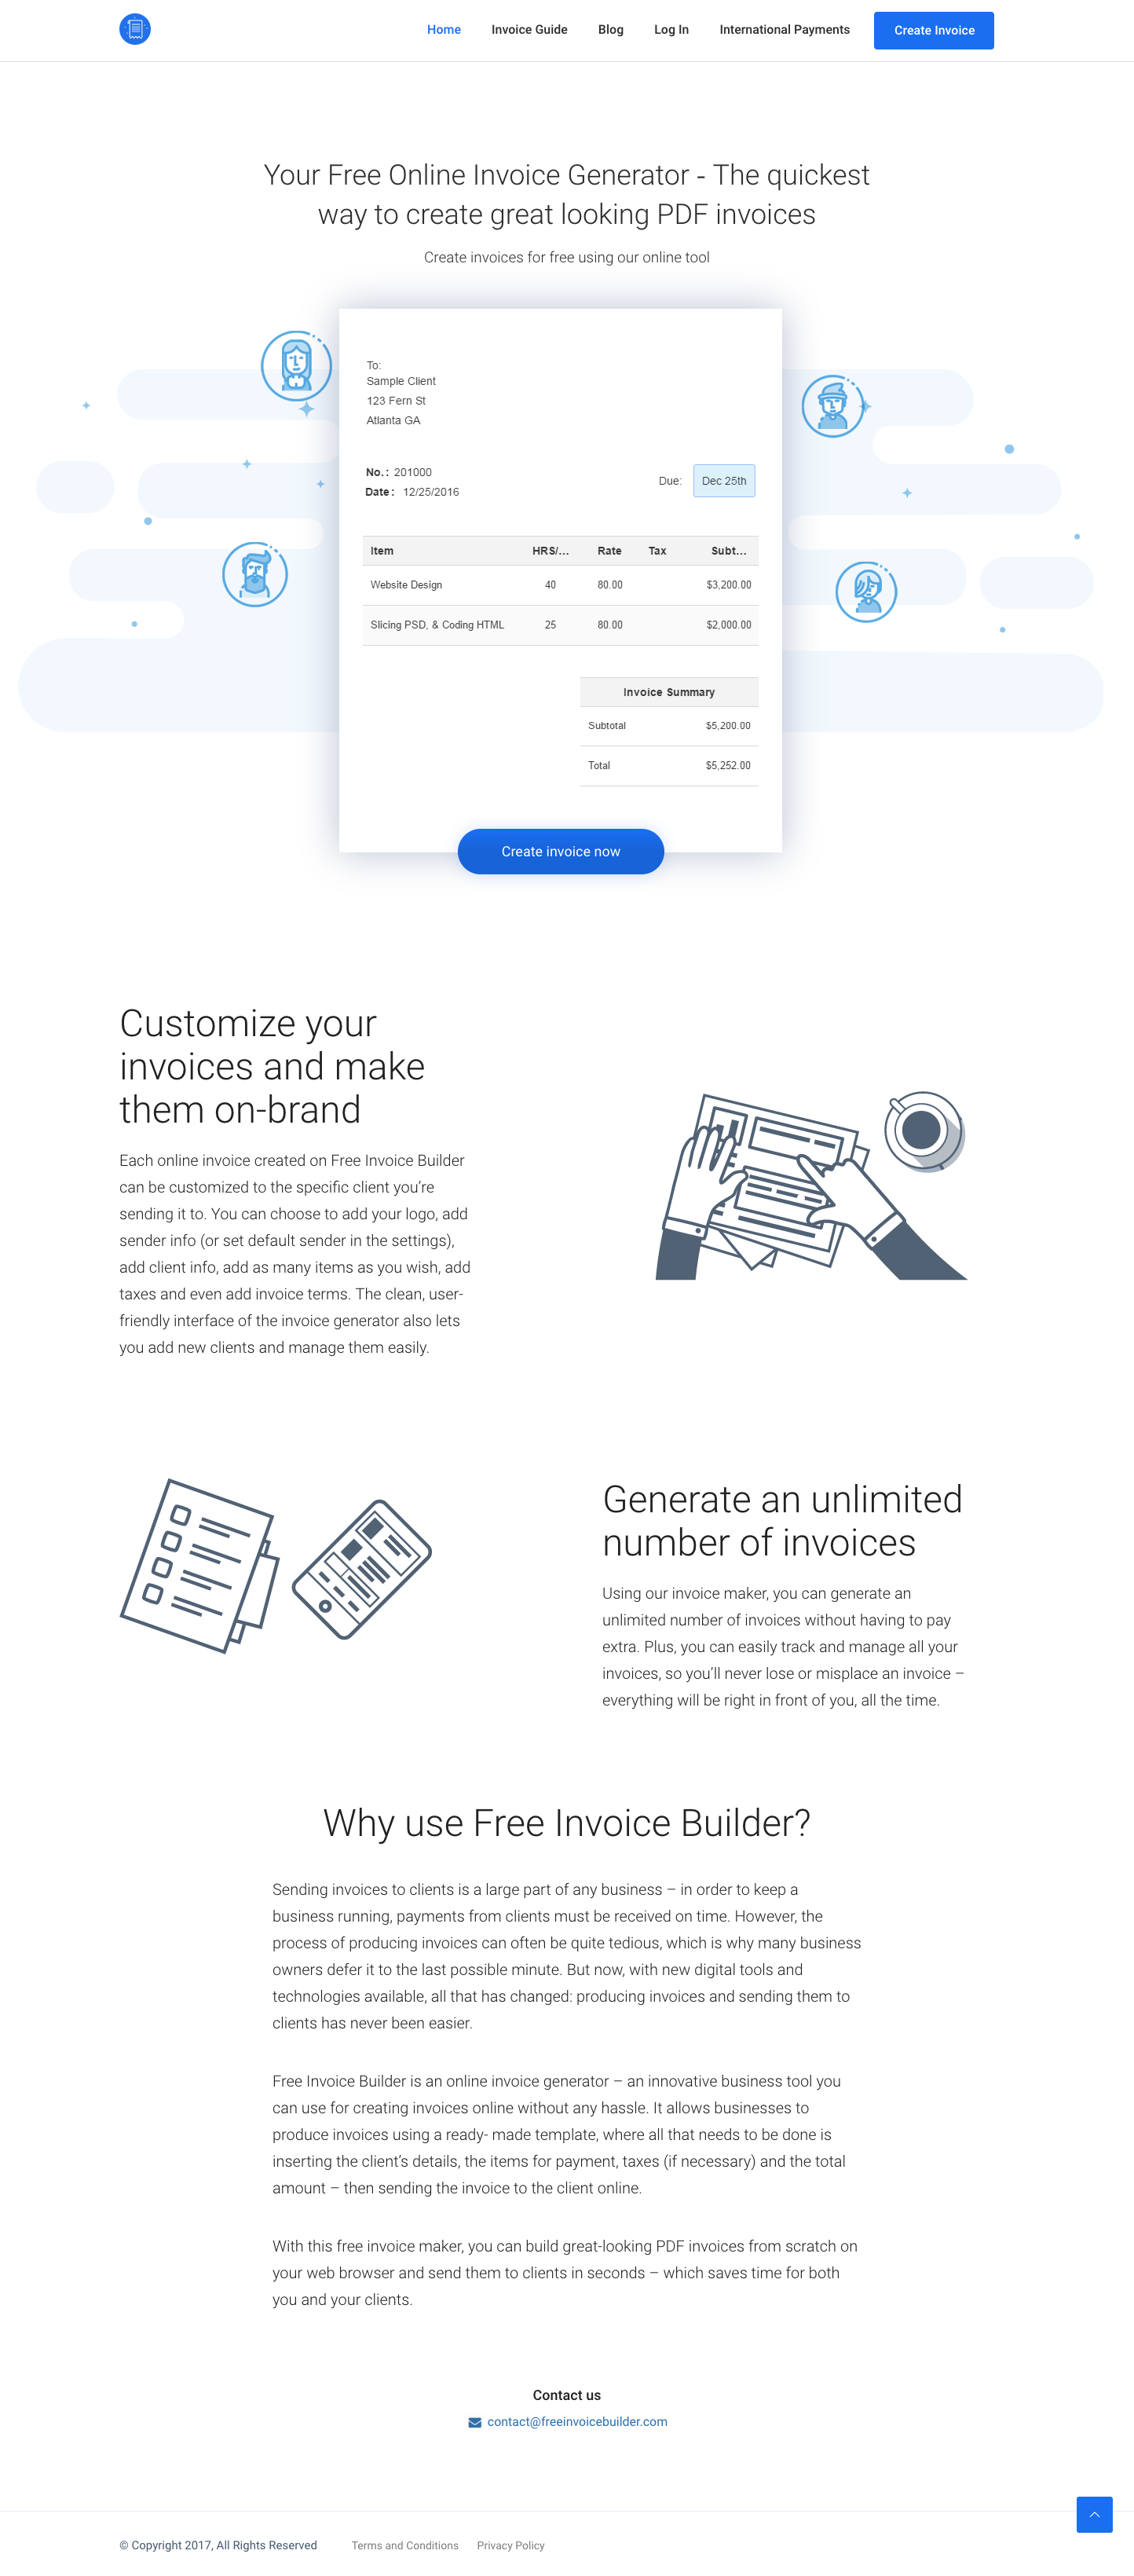 Home Invoice Guide Blog Log In International Payments Create Invoice
Your Free Online Invoice Generator - The quickest
way to create great looking PDF invoices
Create invoices for free using our online tool
To:
Sample Client
123 Fern St
Atlanta GA
No. : 201000
Date : 12/25/2016
Due: Dec 25th
Item HRS/... Rate Tax Subt...
Website Design 40 80.00 $3,200.00
Slicing PSD, & Coding HTML 25 80.00 $2,000.00
Invoice Summary
Subtotal $5,200.00
Total $5,252.00
Create invoice now
Customize your
invoices and make
them on-brand
Each online invoice created on Free Invoice Builder
can be customized to the specific client you’re
sending it to. You can choose to add your logo, add
sender info (or set default sender in the settings),
add client info, add as many items as you wish, add
taxes and even add invoice terms. The clean, user-
friendly interface of the invoice generator also lets
you add new clients and manage them easily.
Generate an unlimited
number of invoices
Using our invoice maker, you can generate an
unlimited number of invoices without having to pay
extra. Plus, you can easily track and manage all your
invoices, so you’ll never lose or misplace an invoice –
everything will be right in front of you, all the time.
Why use Free Invoice Builder?
Sending invoices to clients is a large part of any business – in order to keep a
business running, payments from clients must be received on time. However, the
process of producing invoices can often be quite tedious, which is why many business
owners defer it to the last possible minute. But now, with new digital tools and
technologies available, all that has changed: producing invoices and sending them to
clients has never been easier.
Free Invoice Builder is an online invoice generator – an innovative business tool you
can use for creating invoices online without any hassle. It allows businesses to
produce invoices using a ready- made template, where all that needs to be done is
inserting the client’s details, the items for payment, taxes (if necessary) and the total
amount – then sending the invoice to the client online.
With this free invoice maker, you can build great-looking PDF invoices from scratch on
your web browser and send them to clients in seconds – which saves time for both
you and your clients.
Contact us
contact@freeinvoicebuilder.com
© Copyright 2017, All Rights Reserved Terms and Conditions Privacy Policy